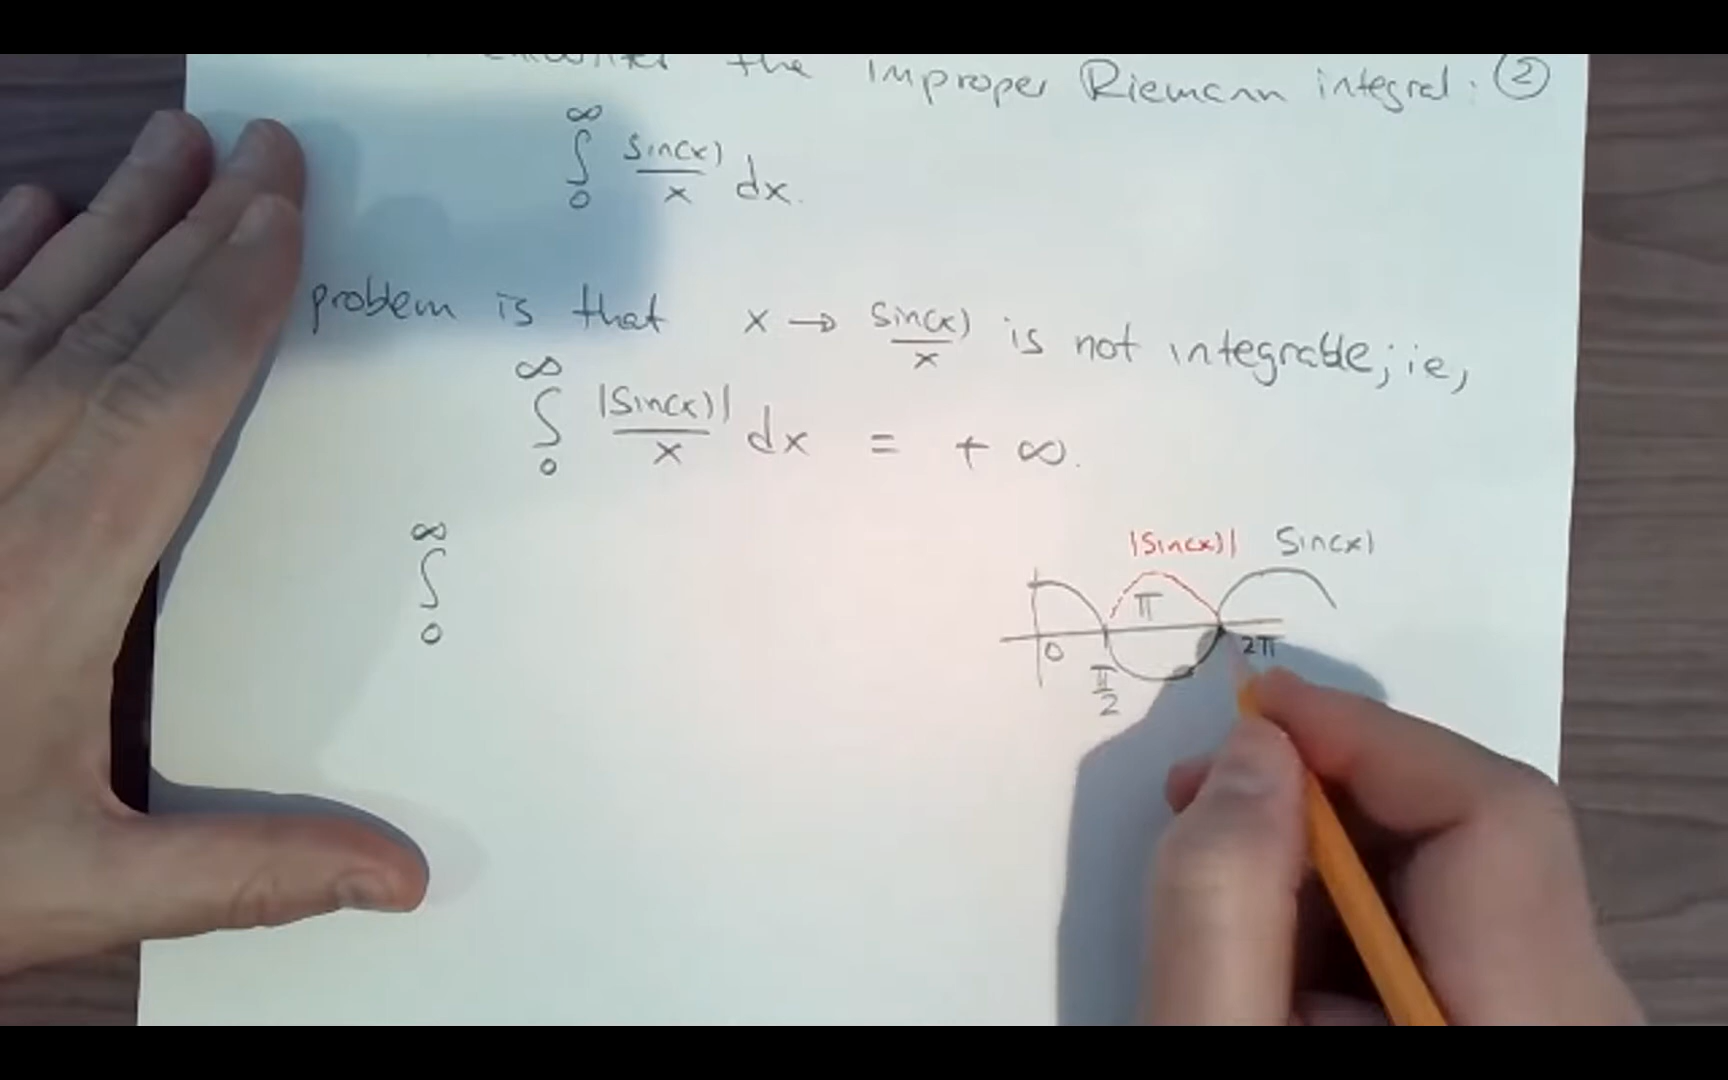 the Improper Riemann integral: ②
∞
∫ sin(x)/x dx.
0
problem is that x → sin(x)/x is not integrable; ie,
∞
∫ |sin(x)|/x dx = + ∞.
0
∞
∫
0
|sin(x)| sin(x)
π
0 π/2 2π